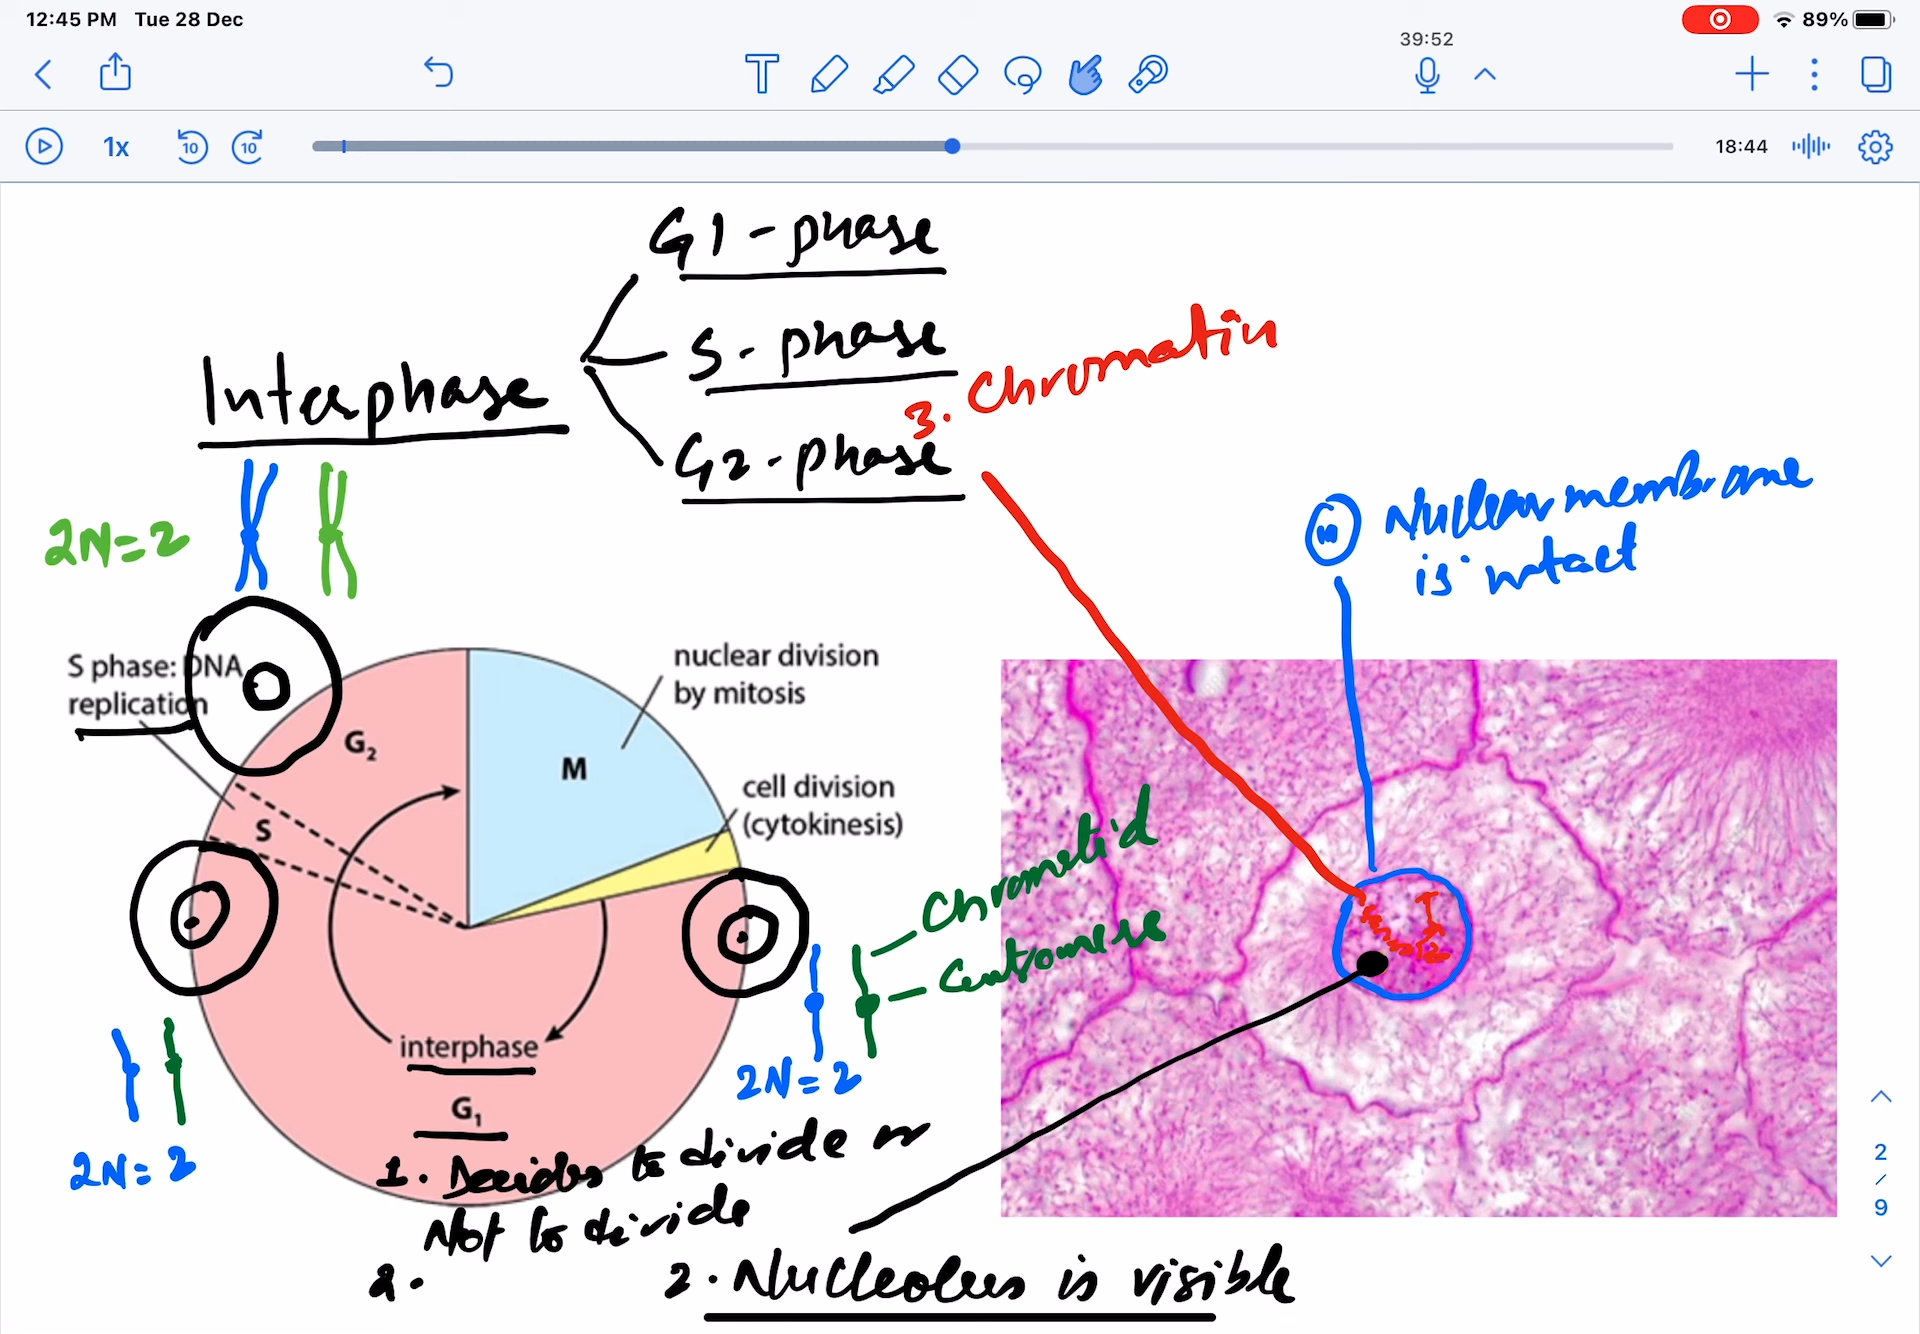 12:45 PM Tue 28 Dec
89%
39:52
T
1x
10
10
18:44
G1-phase
S-phase
G2-phase
Interphase
3. Chromatin
① Nuclear membrane
is intact
2N=2
S phase: DNA
replication
G₂
S
M
nuclear division
by mitosis
cell division
(cytokinesis)
Chromatid
Centromere
interphase
G₁
2N=2
2N=2
1. Decides to divide or
Not to divide
2.
2. Nucleolus is visible
2
/
9